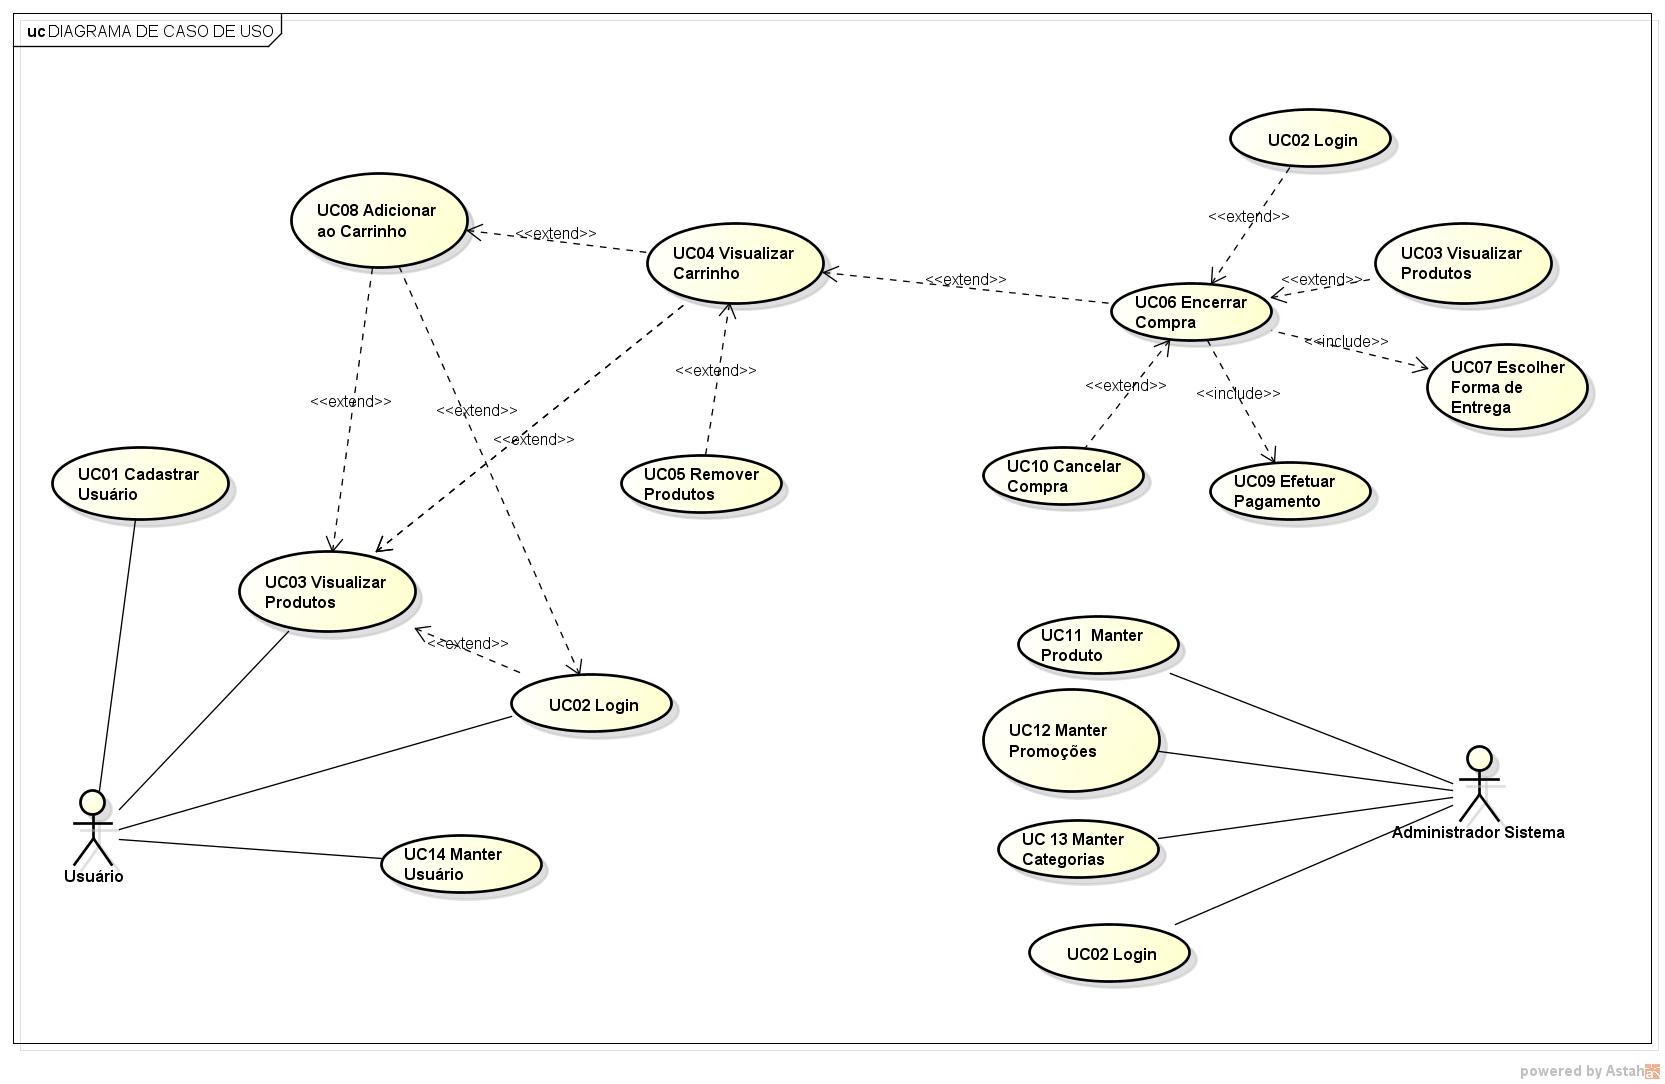 uc DIAGRAMA DE CASO DE USO
UC02 Login
<<extend>>
UC08 Adicionar
ao Carrinho
<<extend>>
UC04 Visualizar
Carrinho
<<extend>>
UC03 Visualizar
Produtos
<<extend>>
UC06 Encerrar
Compra
<<include>>
UC07 Escolher
Forma de
Entrega
<<extend>>
<<extend>>
<<include>>
<<extend>>
<<extend>>
<<extend>>
UC01 Cadastrar
Usuário
UC05 Remover
Produtos
UC10 Cancelar
Compra
UC09 Efetuar
Pagamento
UC03 Visualizar
Produtos
<<extend>>
UC02 Login
UC11  Manter
Produto
UC12 Manter
Promoções
UC 13 Manter
Categorias
Administrador Sistema
UC14 Manter
Usuário
Usuário
UC02 Login
powered by Astah